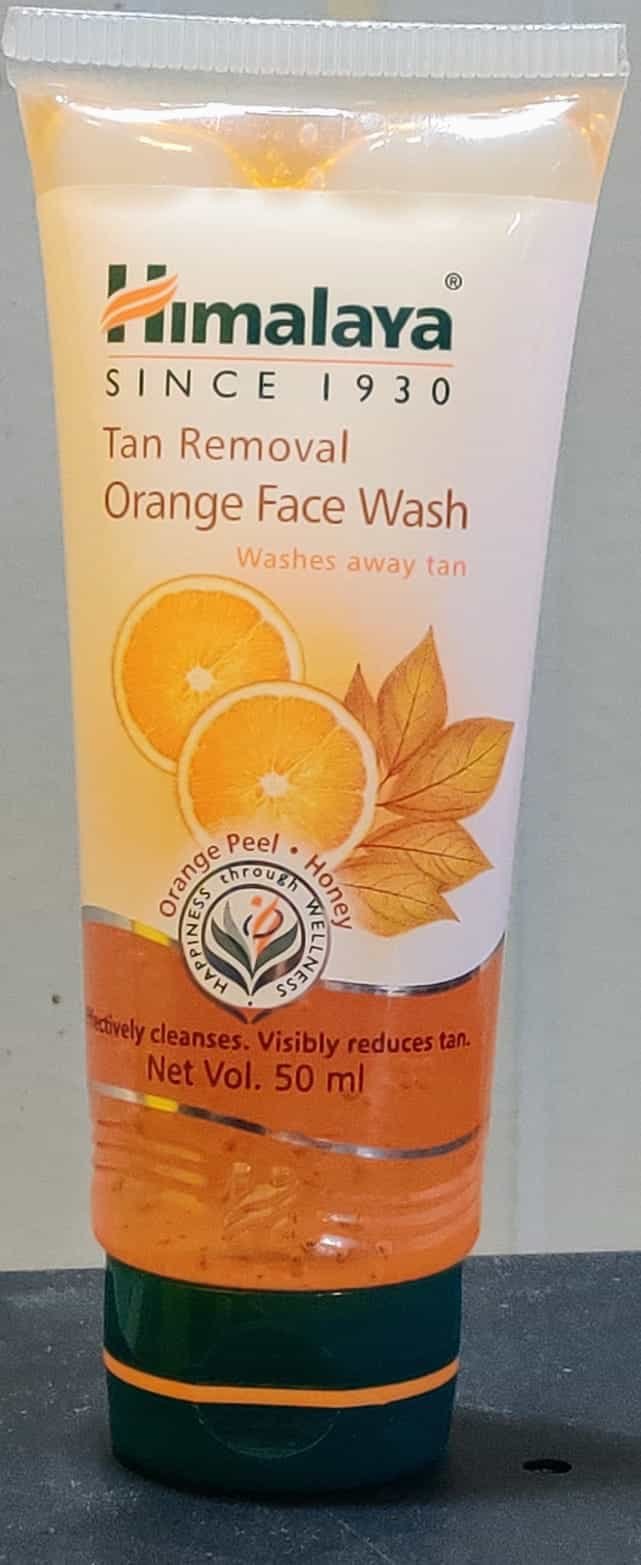 Himalaya®
SINCE 1930
Tan Removal
Orange Face Wash
Washes away tan
Orange Peel • Honey
HAPPINESS through WELLNESS •
cleanses. Visibly reduces tan.
Net Vol. 50 ml